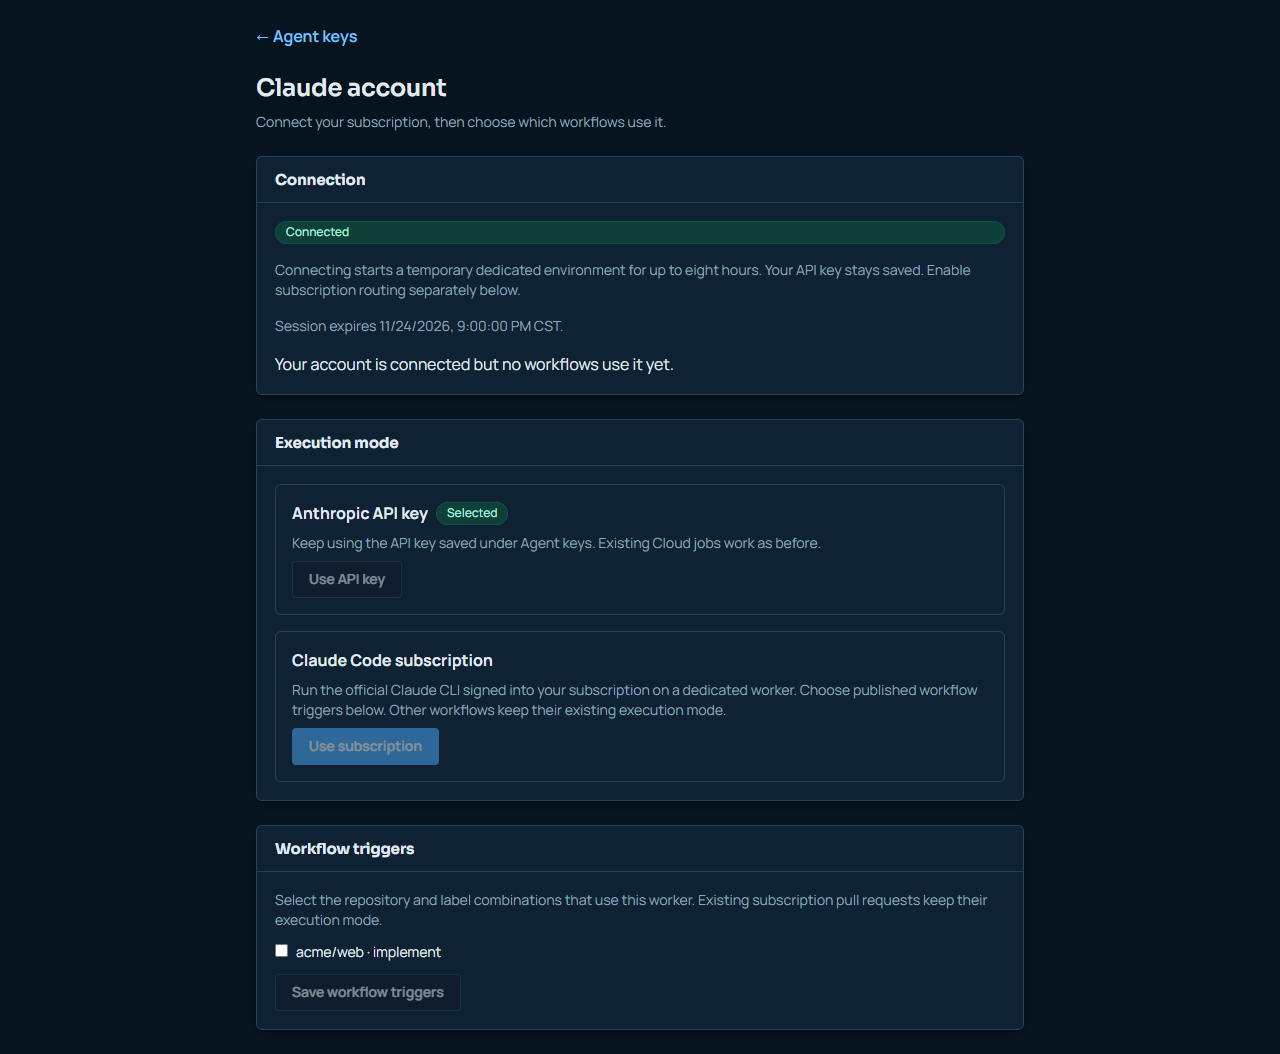 ← Agent keys
Claude account
Connect your subscription, then choose which workflows use it.
Connection
Connected
Connecting starts a temporary dedicated environment for up to eight hours. Your API key stays saved. Enable
subscription routing separately below.
Session expires 11/24/2026, 9:00:00 PM CST.
Your account is connected but no workflows use it yet.
Execution mode
Anthropic API key Selected
Keep using the API key saved under Agent keys. Existing Cloud jobs work as before.
Use API key
Claude Code subscription
Run the official Claude CLI signed into your subscription on a dedicated worker. Choose published workflow
triggers below. Other workflows keep their existing execution mode.
Use subscription
Workflow triggers
Select the repository and label combinations that use this worker. Existing subscription pull requests keep their
execution mode.
acme/web · implement
Save workflow triggers